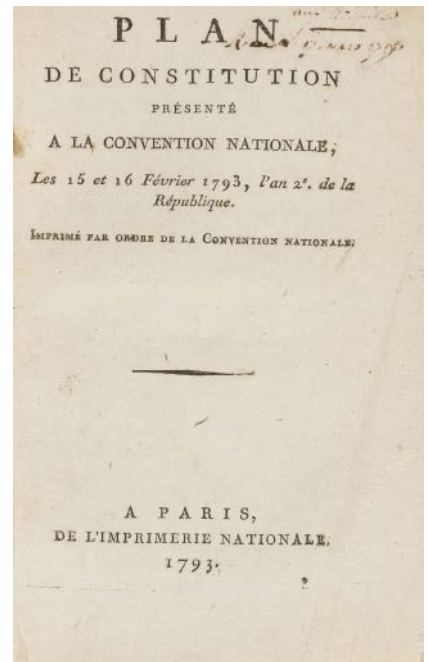 PLAN
DE CONSTITUTION
PRÉSENTÉ
A LA CONVENTION NATIONALE,
Les 15 et 16 Février 1793, l'an 2e. de la
République.
IMPRIMÉ PAR ORDRE DE LA CONVENTION NATIONALE.
A PARIS,
DE L'IMPRIMERIE NATIONALE.
1793.